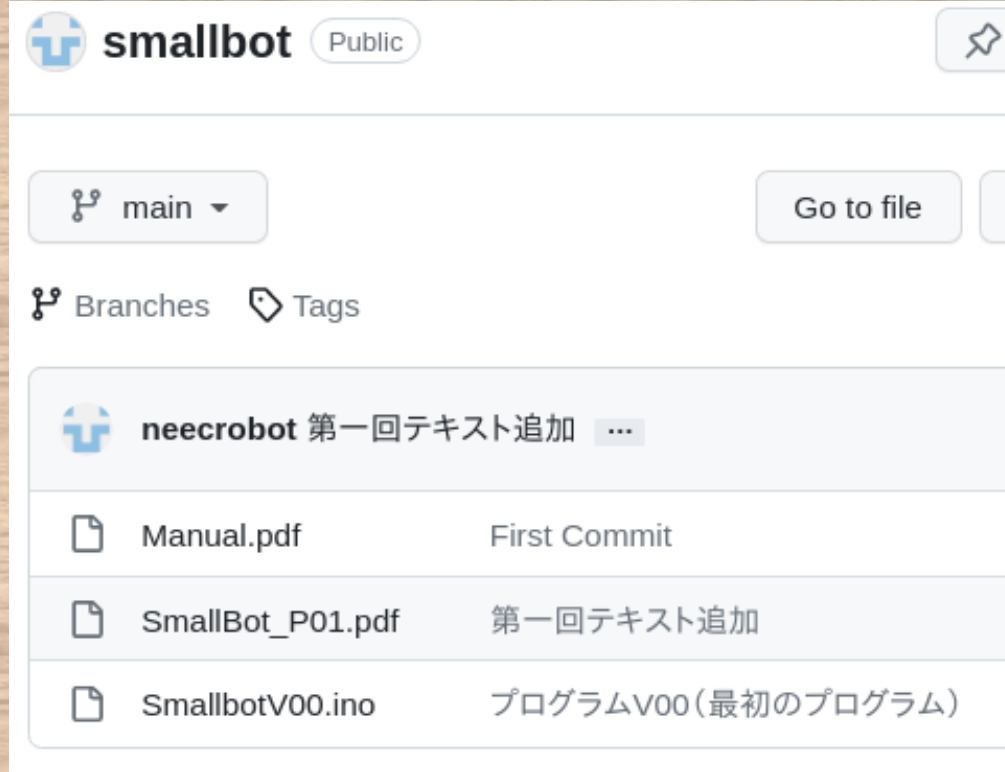 smallbot Public
main Go to file
Branches Tags
neecrobot 第一回テキスト追加 ...
Manual.pdf First Commit
SmallBot_P01.pdf 第一回テキスト追加
SmallbotV00.ino プログラムV00(最初のプログラム)